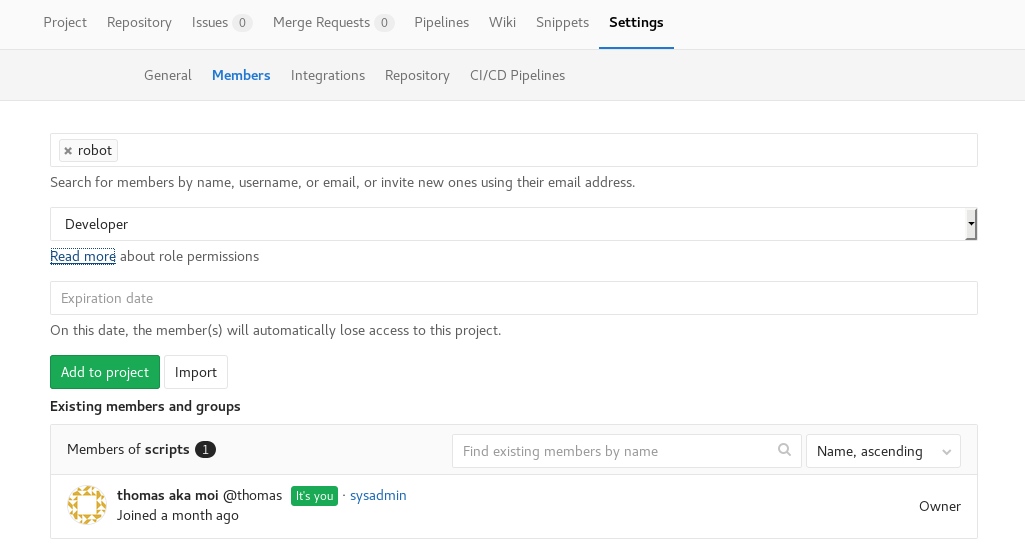 Project Repository Issues 0 Merge Requests 0 Pipelines Wiki Snippets Settings
General Members Integrations Repository CI/CD Pipelines
✖ robot
Search for members by name, username, or email, or invite new ones using their email address.
Developer
Read more about role permissions
Expiration date
On this date, the member(s) will automatically lose access to this project.
Add to project Import
Existing members and groups
Members of scripts 1 Find existing members by name Name, ascending
thomas aka moi @thomas It's you · sysadmin
Joined a month ago
Owner